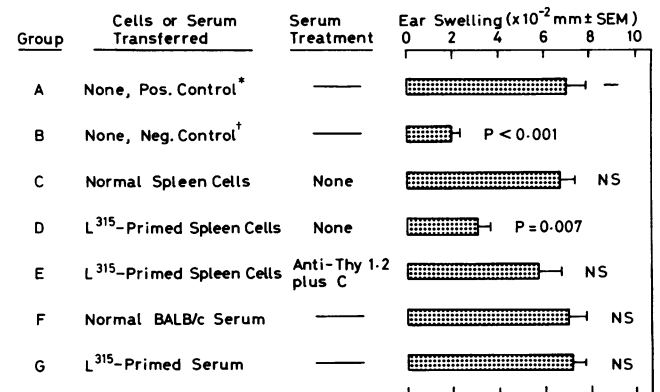 Cells or Serum Serum Ear Swelling (x10⁻² mm ± SEM)
Group Transferred Treatment 0 2 4 6 8 10
A None, Pos. Control* —— —
B None, Neg. Control† —— P < 0·001
C Normal Spleen Cells None NS
D L³¹⁵-Primed Spleen Cells None P = 0·007
E L³¹⁵-Primed Spleen Cells Anti-Thy 1·2 plus C NS
F Normal BALB/c Serum —— NS
G L³¹⁵-Primed Serum —— NS